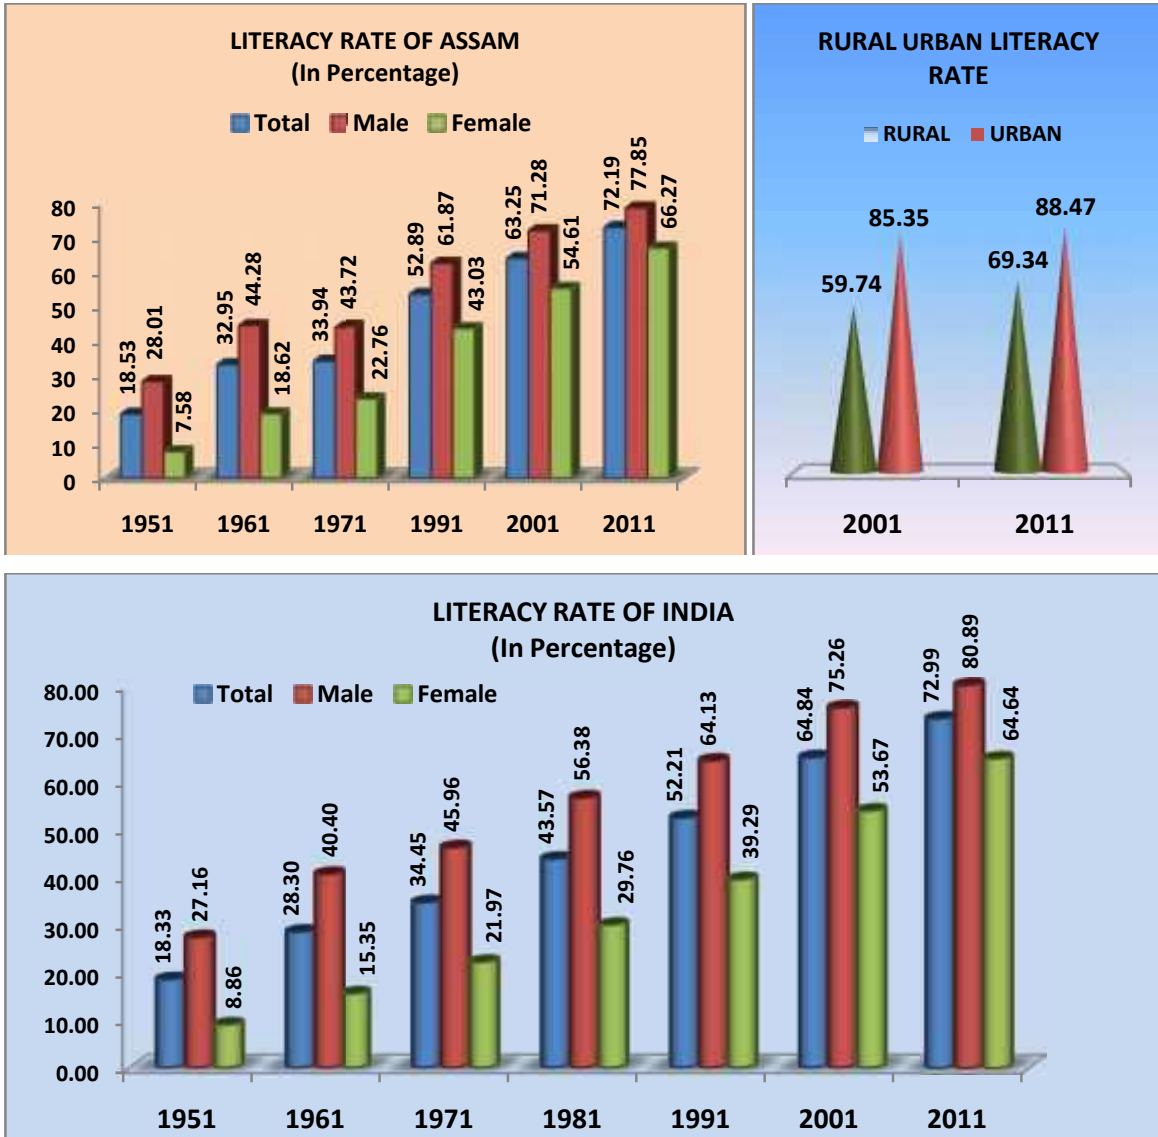 LITERACY RATE OF ASSAM
(In Percentage)
Total Male Female
80
70
60
50
40
30
20
10
0
18.53 28.01 7.58
32.95 44.28 18.62
33.94 43.72 22.76
52.89 61.87 43.03
63.25 71.28 54.61
72.19 77.85 66.27
1951 1961 1971 1991 2001 2011
RURAL URBAN LITERACY
RATE
RURAL URBAN
59.74 85.35
69.34 88.47
2001 2011
LITERACY RATE OF INDIA
(In Percentage)
Total Male Female
80.00
70.00
60.00
50.00
40.00
30.00
20.00
10.00
0.00
18.33 27.16 8.86
28.30 40.40 15.35
34.45 45.96 21.97
43.57 56.38 29.76
52.21 64.13 39.29
64.84 75.26 53.67
72.99 80.89 64.64
1951 1961 1971 1981 1991 2001 2011